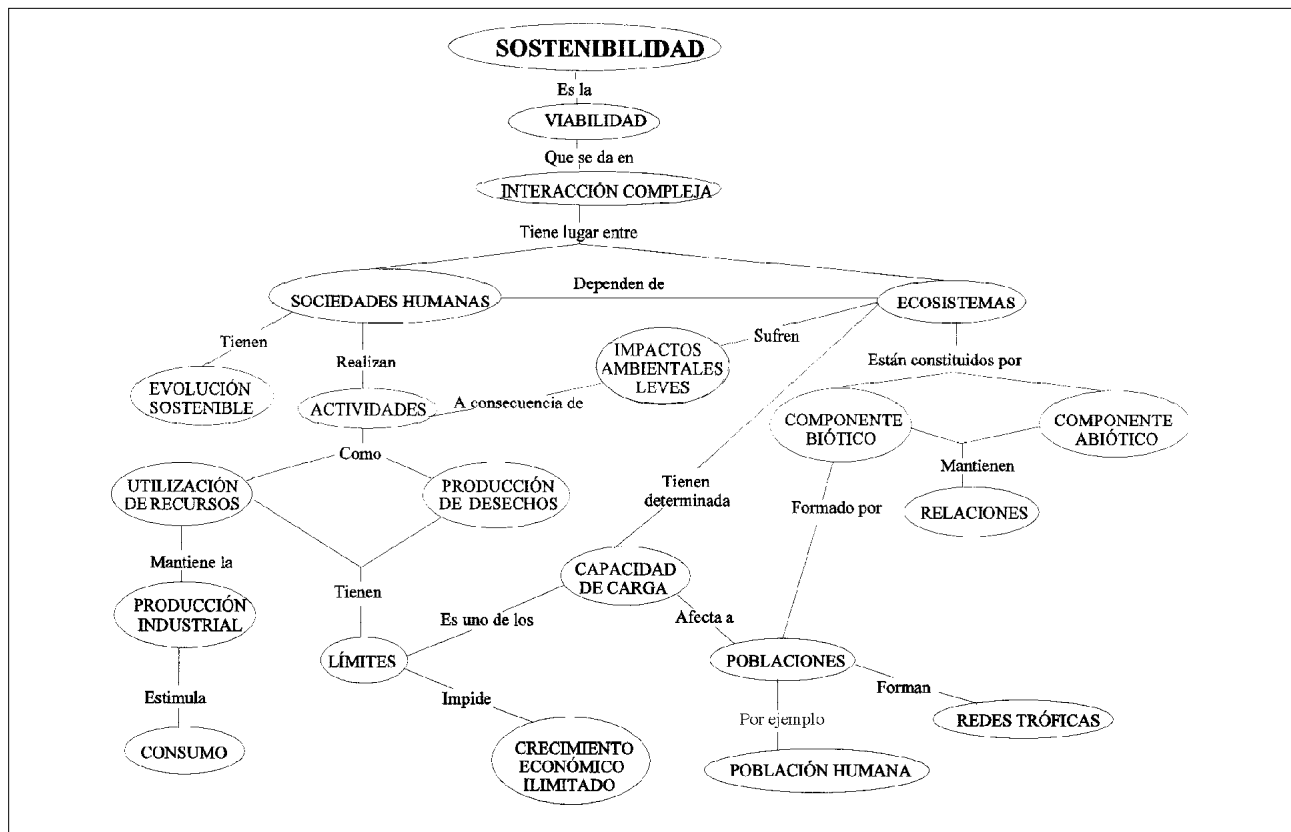 SOSTENIBILIDAD
Es la
VIABILIDAD
Que se da en
INTERACCIÓN COMPLEJA
Tiene lugar entre
SOCIEDADES HUMANAS
Dependen de
ECOSISTEMAS
Tienen
Realizan
Sufren
Están constituidos por
EVOLUCIÓN
SOSTENIBLE
ACTIVIDADES
A consecuencia de
IMPACTOS
AMBIENTALES
LEVES
COMPONENTE
BIÓTICO
COMPONENTE
ABIÓTICO
Como
Mantienen
UTILIZACIÓN
DE RECURSOS
PRODUCCIÓN
DE DESECHOS
Tienen
determinada
Formado por
RELACIONES
Mantiene la
Tienen
CAPACIDAD
DE CARGA
PRODUCCIÓN
INDUSTRIAL
Es uno de los
Afecta a
LÍMITES
POBLACIONES
Estimula
Impide
Forman
Por ejemplo
REDES TRÓFICAS
CONSUMO
CRECIMIENTO
ECONÓMICO
ILIMITADO
POBLACIÓN HUMANA